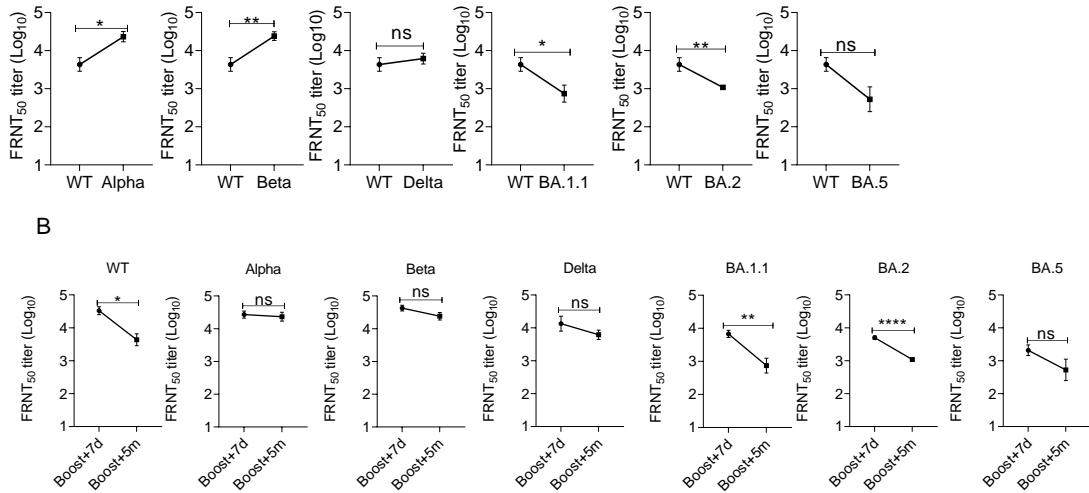 * ** ns * ** ns
FRNT50 titer (Log10) FRNT50 titer (Log10) FRNT50 titer (Log10) FRNT50 titer (Log10) FRNT50 titer (Log10) FRNT50 titer (Log10)
5 5 5 5 5 5
4 4 4 4 4 4
3 3 3 3 3 3
2 2 2 2 2 2
1 1 1 1 1 1
WT Alpha WT Beta WT Delta WT BA.1.1 WT BA.2 WT BA.5
B
WT Alpha Beta Delta BA.1.1 BA.2 BA.5
* ns ns ns ** **** ns
FRNT50 titer (Log10) FRNT50 titer (Log10) FRNT50 titer (Log10) FRNT50 titer (Log10) FRNT50 titer (Log10) FRNT50 titer (Log10) FRNT50 titer (Log10)
5 5 5 5 5 5 5
4 4 4 4 4 4 4
3 3 3 3 3 3 3
2 2 2 2 2 2 2
1 1 1 1 1 1 1
Boost+7d Boost+5m Boost+7d Boost+5m Boost+7d Boost+5m Boost+7d Boost+5m Boost+7d Boost+5m Boost+7d Boost+5m Boost+7d Boost+5m